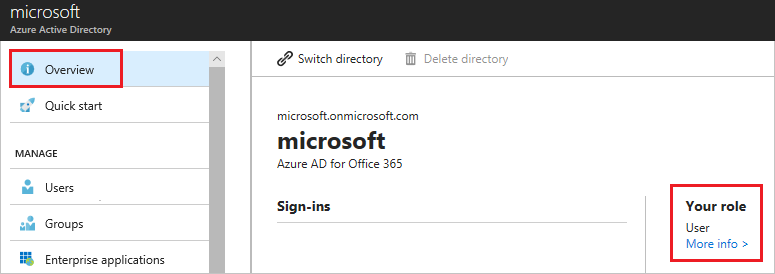 microsoft
Azure Active Directory
Overview
Quick start
MANAGE
Users
Groups
Enterprise applications
Switch directory
Delete directory
microsoft.onmicrosoft.com
microsoft
Azure AD for Office 365
Sign-ins
Your role
User
More info >